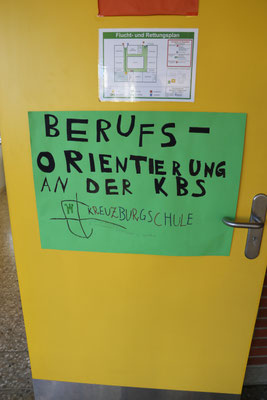 Flucht- und Rettungsplan
BERUFS-
ORIENTIERUNG
AN DER KBS
KREUZBURGSCHULE